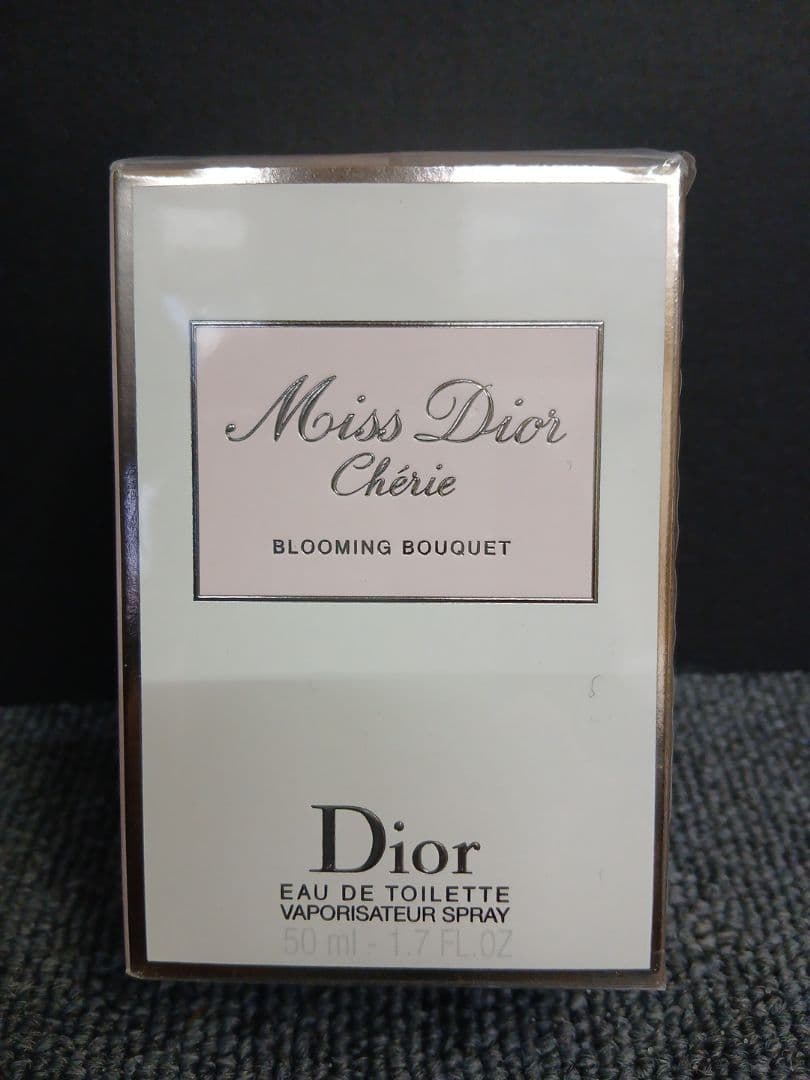 Miss Dior
Chérie
BLOOMING BOUQUET
Dior
EAU DE TOILETTE
VAPORISATEUR SPRAY
50 ml - 1.7 FL.OZ